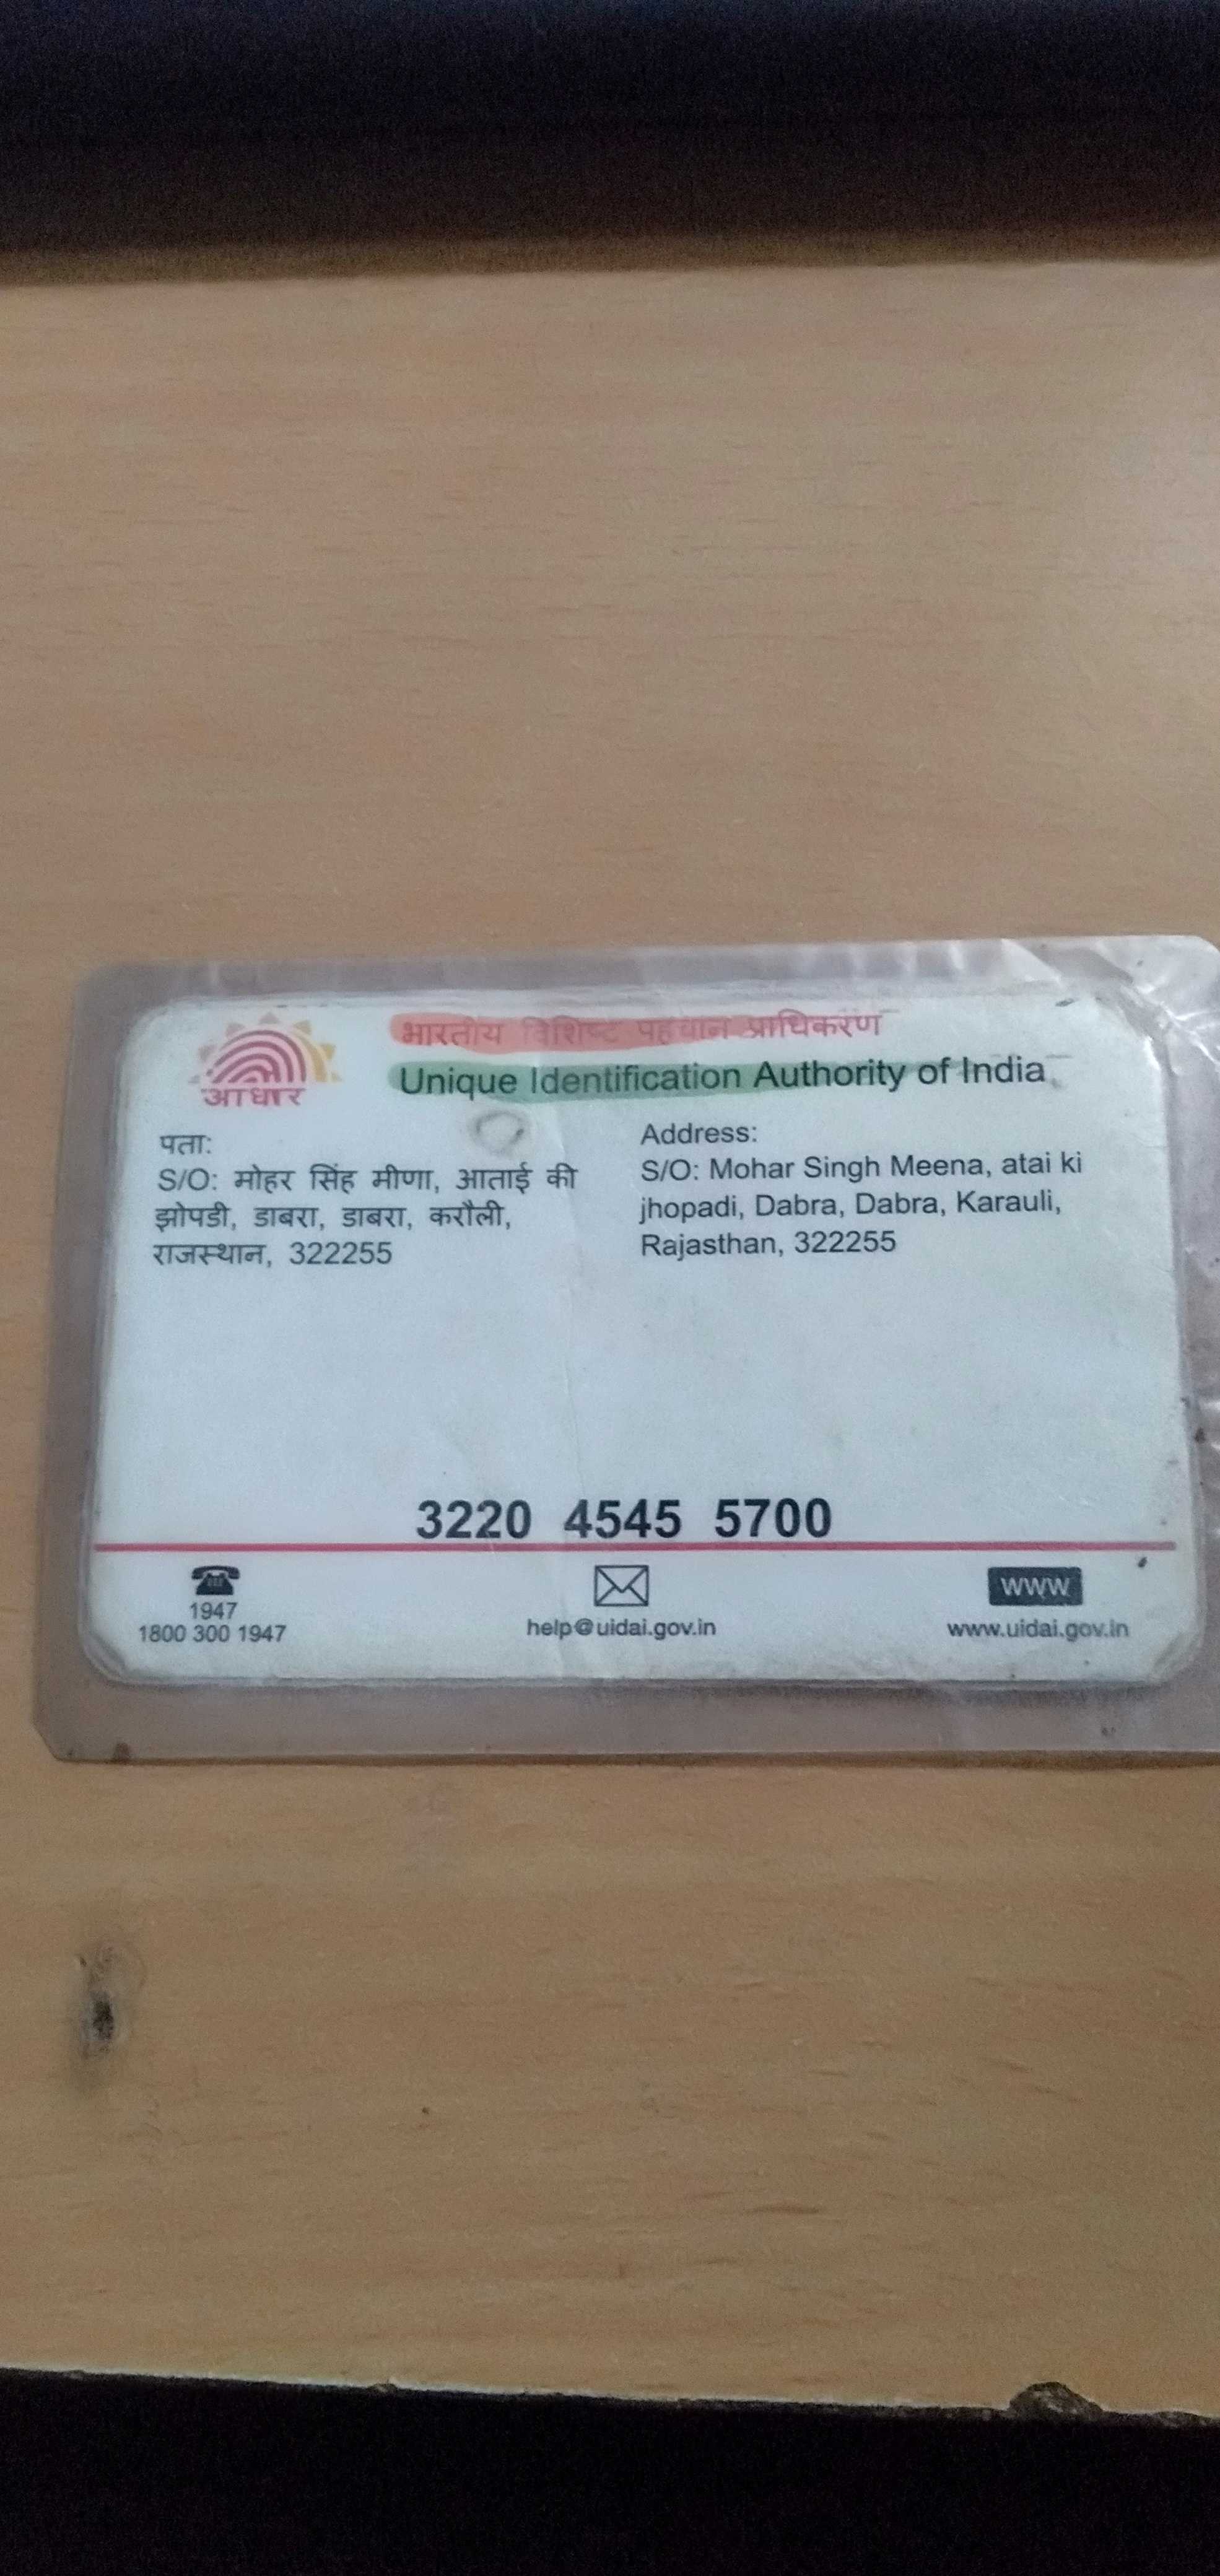 भारतीय विशिष्ट पहचान प्राधिकरण
Unique Identification Authority of India
आधार
पता:
S/O: मोहर सिंह मीणा, आताई की
झोपडी, डाबरा, डाबरा, करौली,
राजस्थान, 322255
Address:
S/O: Mohar Singh Meena, atai ki
jhopadi, Dabra, Dabra, Karauli,
Rajasthan, 322255
3220 4545 5700
1947
1800 300 1947
help@uidai.gov.in
www
www.uidai.gov.in